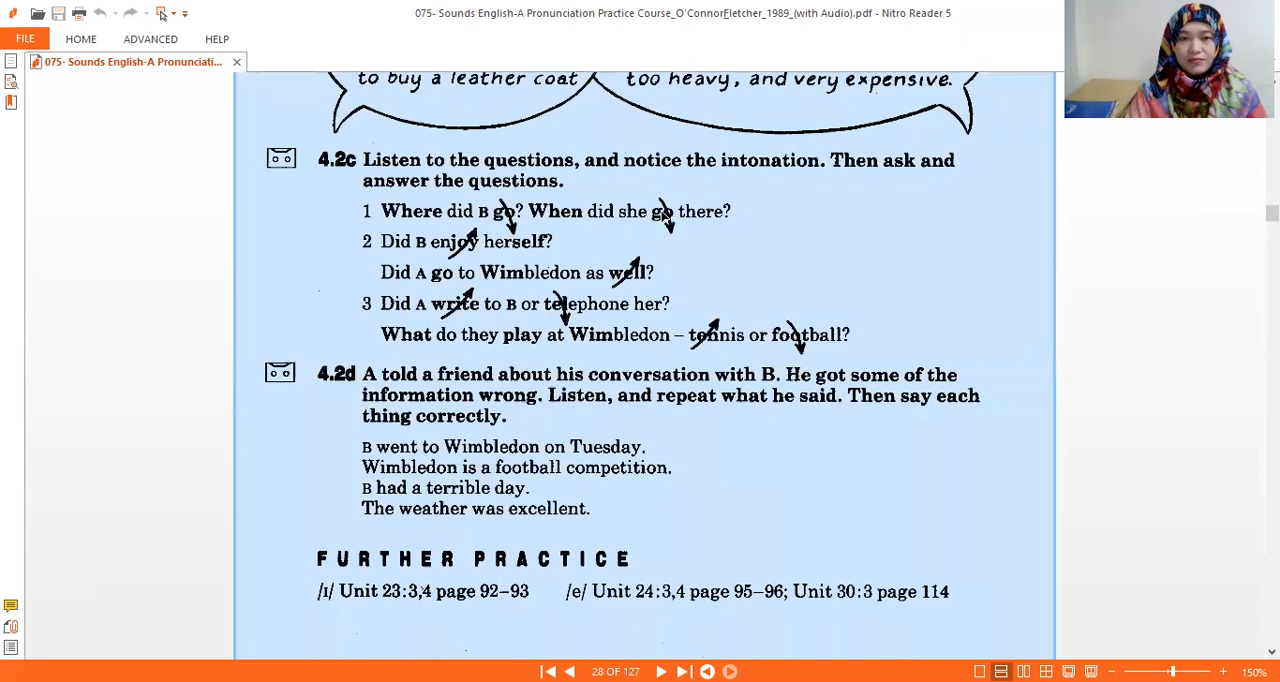 075- Sounds English-A Pronunciation Practice Course_O'ConnorFletcher_1989_(with Audio).pdf - Nitro Reader 5
FILE HOME ADVANCED HELP
075- Sounds English-A Pronunciati...
to buy a leather coat
too heavy, and very expensive.
4.2c Listen to the questions, and notice the intonation. Then ask and
answer the questions.
1 Where did B go? When did she go there?
2 Did B enjoy herself?
Did A go to Wimbledon as well?
3 Did A write to B or telephone her?
What do they play at Wimbledon – tennis or football?
4.2d A told a friend about his conversation with B. He got some of the
information wrong. Listen, and repeat what he said. Then say each
thing correctly.
B went to Wimbledon on Tuesday.
Wimbledon is a football competition.
B had a terrible day.
The weather was excellent.
FURTHER PRACTICE
/ɪ/ Unit 23:3,4 page 92–93 /e/ Unit 24:3,4 page 95–96; Unit 30:3 page 114
28 OF 127
150%